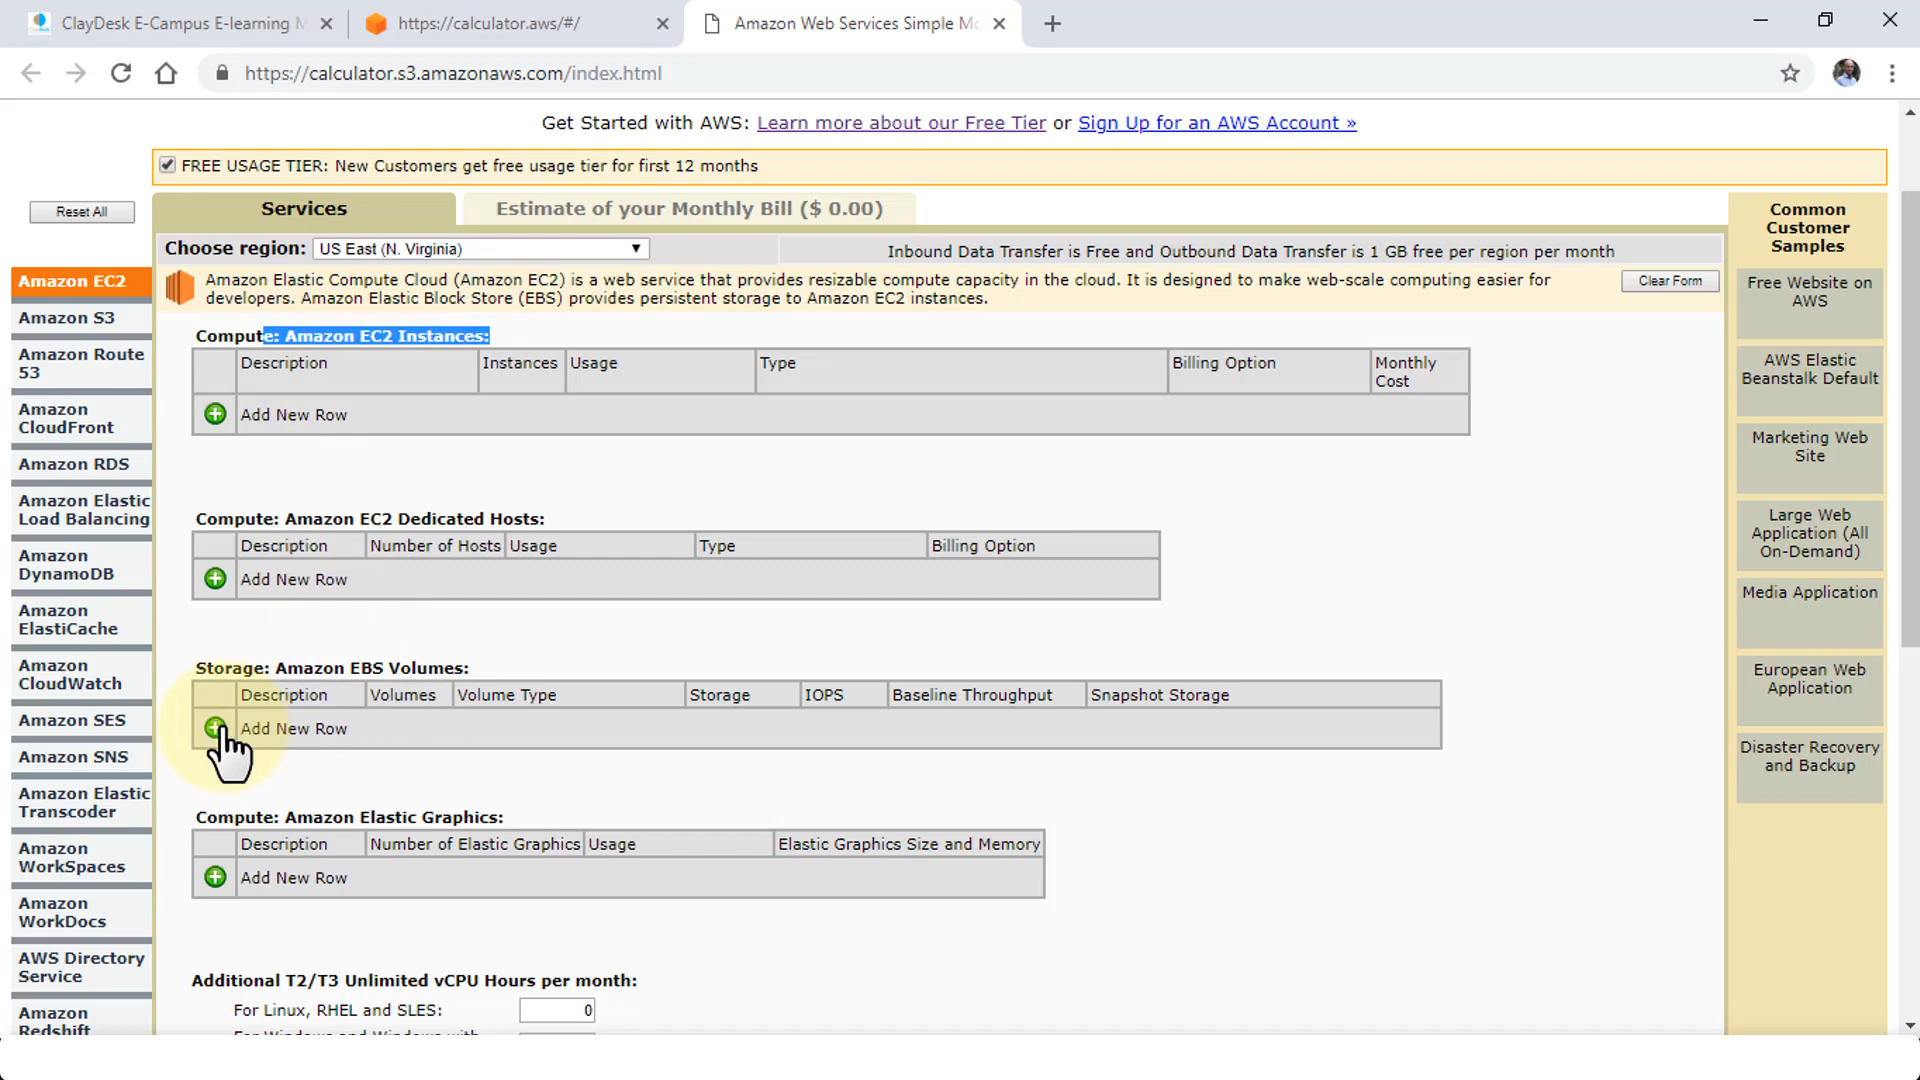 ClayDesk E-Campus E-learning M
https://calculator.aws/#/
Amazon Web Services Simple Mo
https://calculator.s3.amazonaws.com/index.html
Get Started with AWS: Learn more about our Free Tier or Sign Up for an AWS Account »
FREE USAGE TIER: New Customers get free usage tier for first 12 months
Reset All
Services
Estimate of your Monthly Bill ($ 0.00)
Choose region:
US East (N. Virginia)
Inbound Data Transfer is Free and Outbound Data Transfer is 1 GB free per region per month
Amazon Elastic Compute Cloud (Amazon EC2) is a web service that provides resizable compute capacity in the cloud. It is designed to make web-scale computing easier for
developers. Amazon Elastic Block Store (EBS) provides persistent storage to Amazon EC2 instances.
Clear Form
Amazon EC2
Amazon S3
Amazon Route
53
Amazon
CloudFront
Amazon RDS
Amazon Elastic
Load Balancing
Amazon
DynamoDB
Amazon
ElastiCache
Amazon
CloudWatch
Amazon SES
Amazon SNS
Amazon Elastic
Transcoder
Amazon
WorkSpaces
Amazon
WorkDocs
AWS Directory
Service
Amazon
Redshift
Compute: Amazon EC2 Instances:
Description Instances Usage Type Billing Option Monthly
Cost
Add New Row
Compute: Amazon EC2 Dedicated Hosts:
Description Number of Hosts Usage Type Billing Option
Add New Row
Storage: Amazon EBS Volumes:
Description Volumes Volume Type Storage IOPS Baseline Throughput Snapshot Storage
Add New Row
Compute: Amazon Elastic Graphics:
Description Number of Elastic Graphics Usage Elastic Graphics Size and Memory
Add New Row
Additional T2/T3 Unlimited vCPU Hours per month:
For Linux, RHEL and SLES: 0
Common
Customer
Samples
Free Website on
AWS
AWS Elastic
Beanstalk Default
Marketing Web
Site
Large Web
Application (All
On-Demand)
Media Application
European Web
Application
Disaster Recovery
and Backup